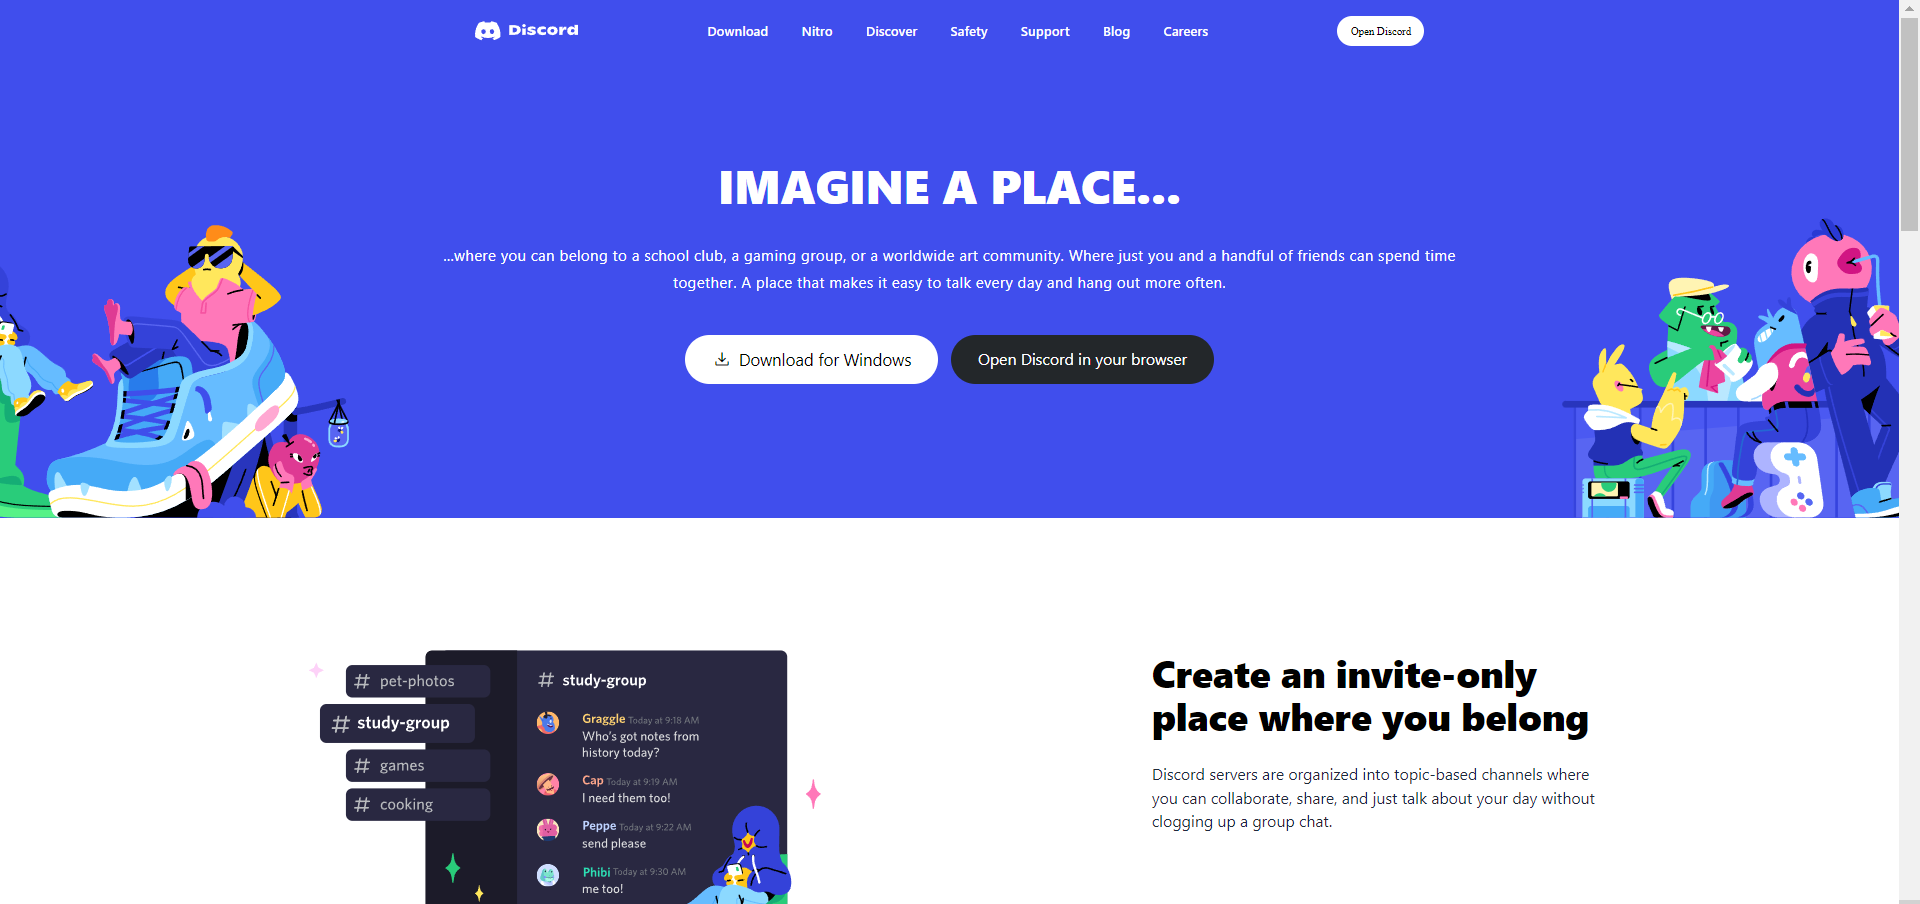 Discord
Download Nitro Discover Safety Support Blog Careers
Open Discord
IMAGINE A PLACE...
...where you can belong to a school club, a gaming group, or a worldwide art community. Where just you and a handful of friends can spend time
together. A place that makes it easy to talk every day and hang out more often.
Download for Windows
Open Discord in your browser
# pet-photos
# study-group
# games
# cooking
# study-group
Graggle Today at 9:18 AM
Who's got notes from
history today?
Cap Today at 9:19 AM
I need them too!
Peppe Today at 9:22 AM
send please
Phibi Today at 9:30 AM
me too!
Create an invite-only
place where you belong
Discord servers are organized into topic-based channels where
you can collaborate, share, and just talk about your day without
clogging up a group chat.